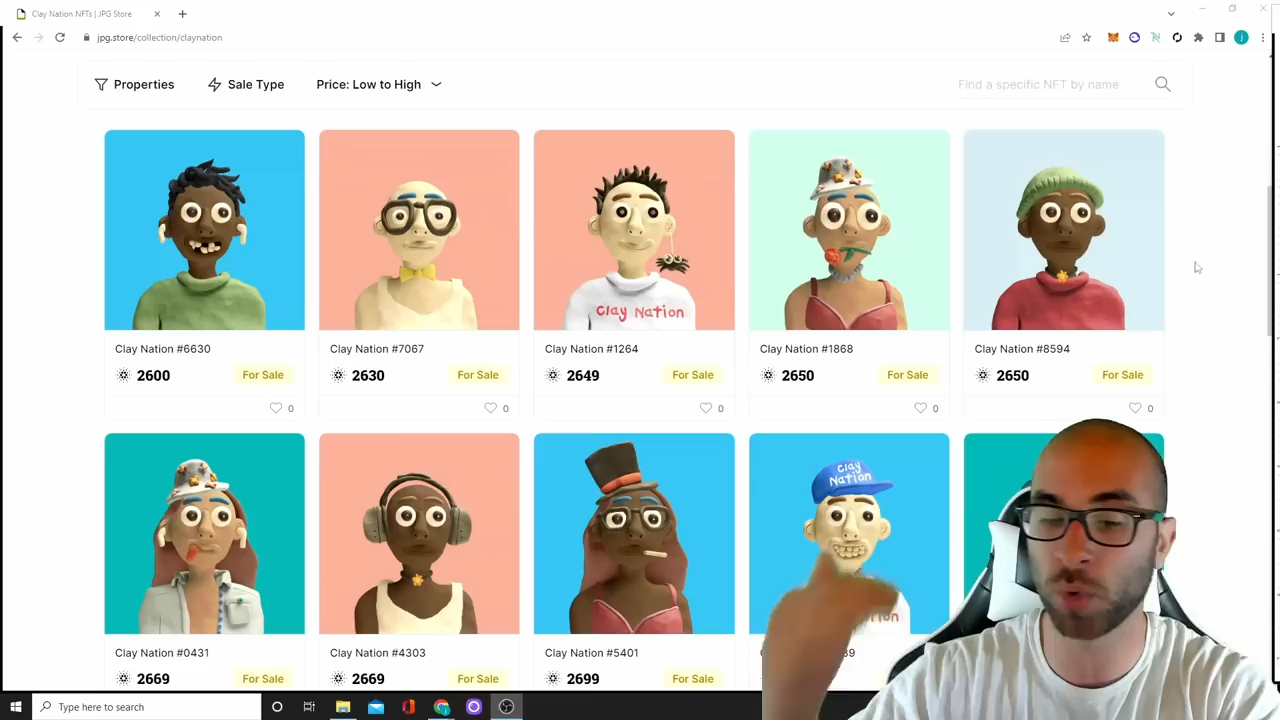 Clay Nation NFTs | JPG Store
jpg.store/collection/claynation
Properties
Sale Type
Price: Low to High
Find a specific NFT by name
Clay Nation
Clay Nation #6630
2600
For Sale
0
Clay Nation #7067
2630
For Sale
0
Clay Nation #1264
2649
For Sale
0
Clay Nation #1868
2650
For Sale
0
Clay Nation #8594
2650
For Sale
0
Clay
Nation
Clay Nation #0431
2669
For Sale
Clay Nation #4303
2669
For Sale
Clay Nation #5401
2699
For Sale
Type here to search